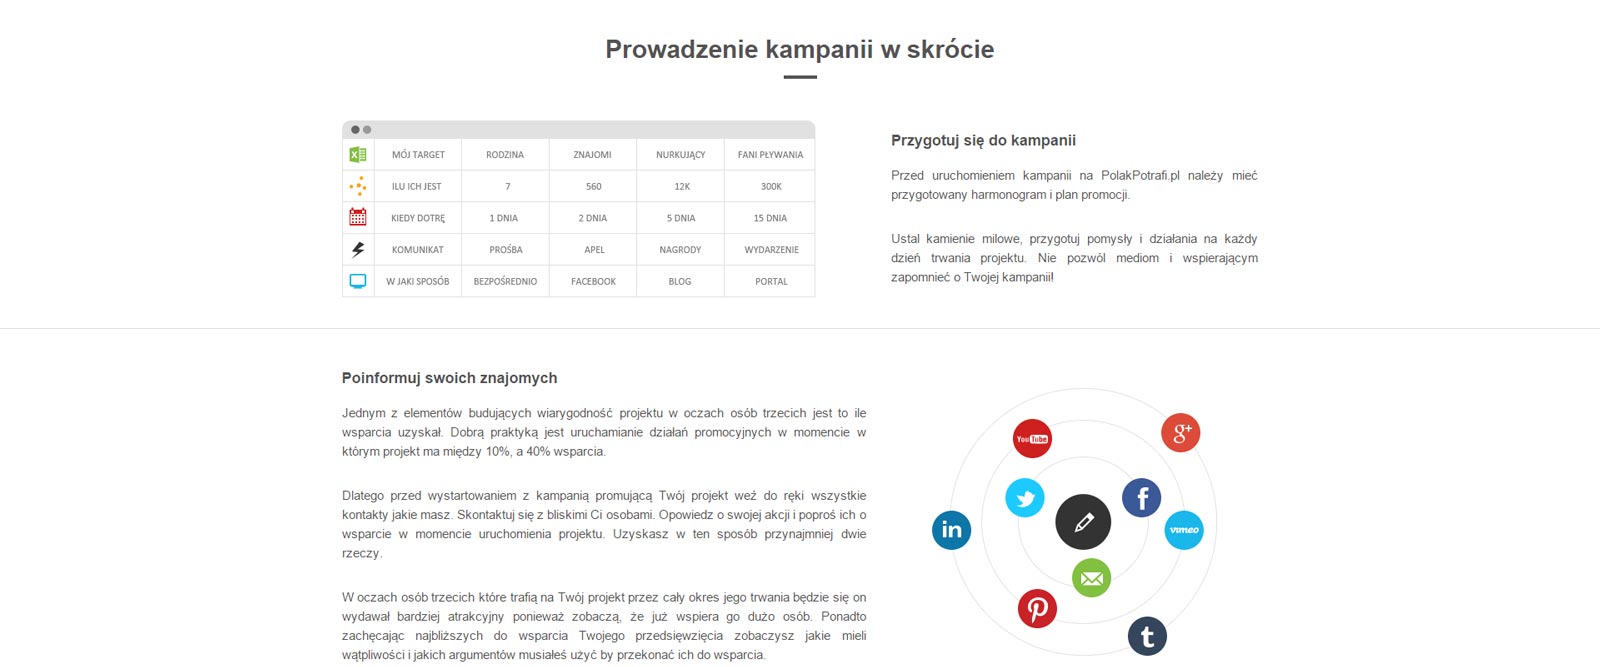 Prowadzenie kampanii w skrócie
MÓJ TARGET RODZINA ZNAJOMI NURKUJĄCY FANI PŁYWANIA
ILU ICH JEST 7 560 12K 300K
KIEDY DOTRĘ 1 DNIA 2 DNIA 5 DNIA 15 DNIA
KOMUNIKAT PROŚBA APEL NAGRODY WYDARZENIE
W JAKI SPOSÓB BEZPOŚREDNIO FACEBOOK BLOG PORTAL
Przygotuj się do kampanii
Przed uruchomieniem kampanii na PolakPotrafi.pl należy mieć
przygotowany harmonogram i plan promocji.
Ustal kamienie milowe, przygotuj pomysły i działania na każdy
dzień trwania projektu. Nie pozwól mediom i wspierającym
zapomnieć o Twojej kampanii!
Poinformuj swoich znajomych
Jednym z elementów budujących wiarygodność projektu w oczach osób trzecich jest to ile
wsparcia uzyskał. Dobrą praktyką jest uruchamianie działań promocyjnych w momencie w
którym projekt ma między 10%, a 40% wsparcia.
Dlatego przed wystartowaniem z kampanią promującą Twój projekt weź do ręki wszystkie
kontakty jakie masz. Skontaktuj się z bliskimi Ci osobami. Opowiedz o swojej akcji i poproś ich o
wsparcie w momencie uruchomienia projektu. Uzyskasz w ten sposób przynajmniej dwie
rzeczy.
W oczach osób trzecich które trafią na Twój projekt przez cały okres jego trwania będzie się on
wydawał bardziej atrakcyjny ponieważ zobaczą, że już wspiera go dużo osób. Ponadto
zachęcając najbliższych do wsparcia Twojego przedsięwzięcia zobaczysz jakie mieli
wątpliwości i jakich argumentów musiałeś użyć by przekonać ich do wsparcia.
YouTube
g+
f
in
vimeo
t